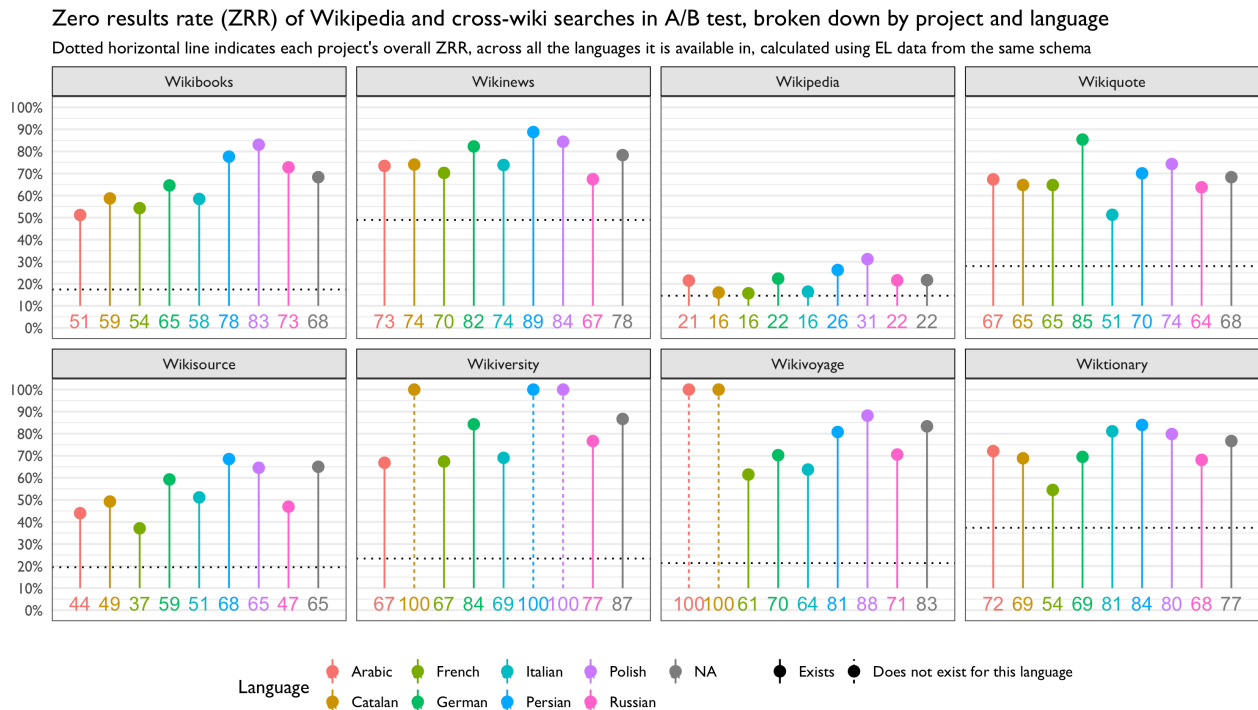 Zero results rate (ZRR) of Wikipedia and cross-wiki searches in A/B test, broken down by project and language
Dotted horizontal line indicates each project's overall ZRR, across all the languages it is available in, calculated using EL data from the same schema
Wikibooks Wikinews Wikipedia Wikiquote
100%
90%
80%
70%
60%
50%
40%
30%
20%
10%
0%
51 59 54 65 58 78 83 73 68 73 74 70 82 74 89 84 67 78 21 16 16 22 16 26 31 22 22 67 65 65 85 51 70 74 64 68
Wikisource Wikiversity Wikivoyage Wiktionary
100%
90%
80%
70%
60%
50%
40%
30%
20%
10%
0%
44 49 37 59 51 68 65 47 65 67 100 67 84 69 100 100 77 87 100 100 61 70 64 81 88 71 83 72 69 54 69 81 84 80 68 77
Language
Arabic French Italian Polish NA Exists Does not exist for this language
Catalan German Persian Russian